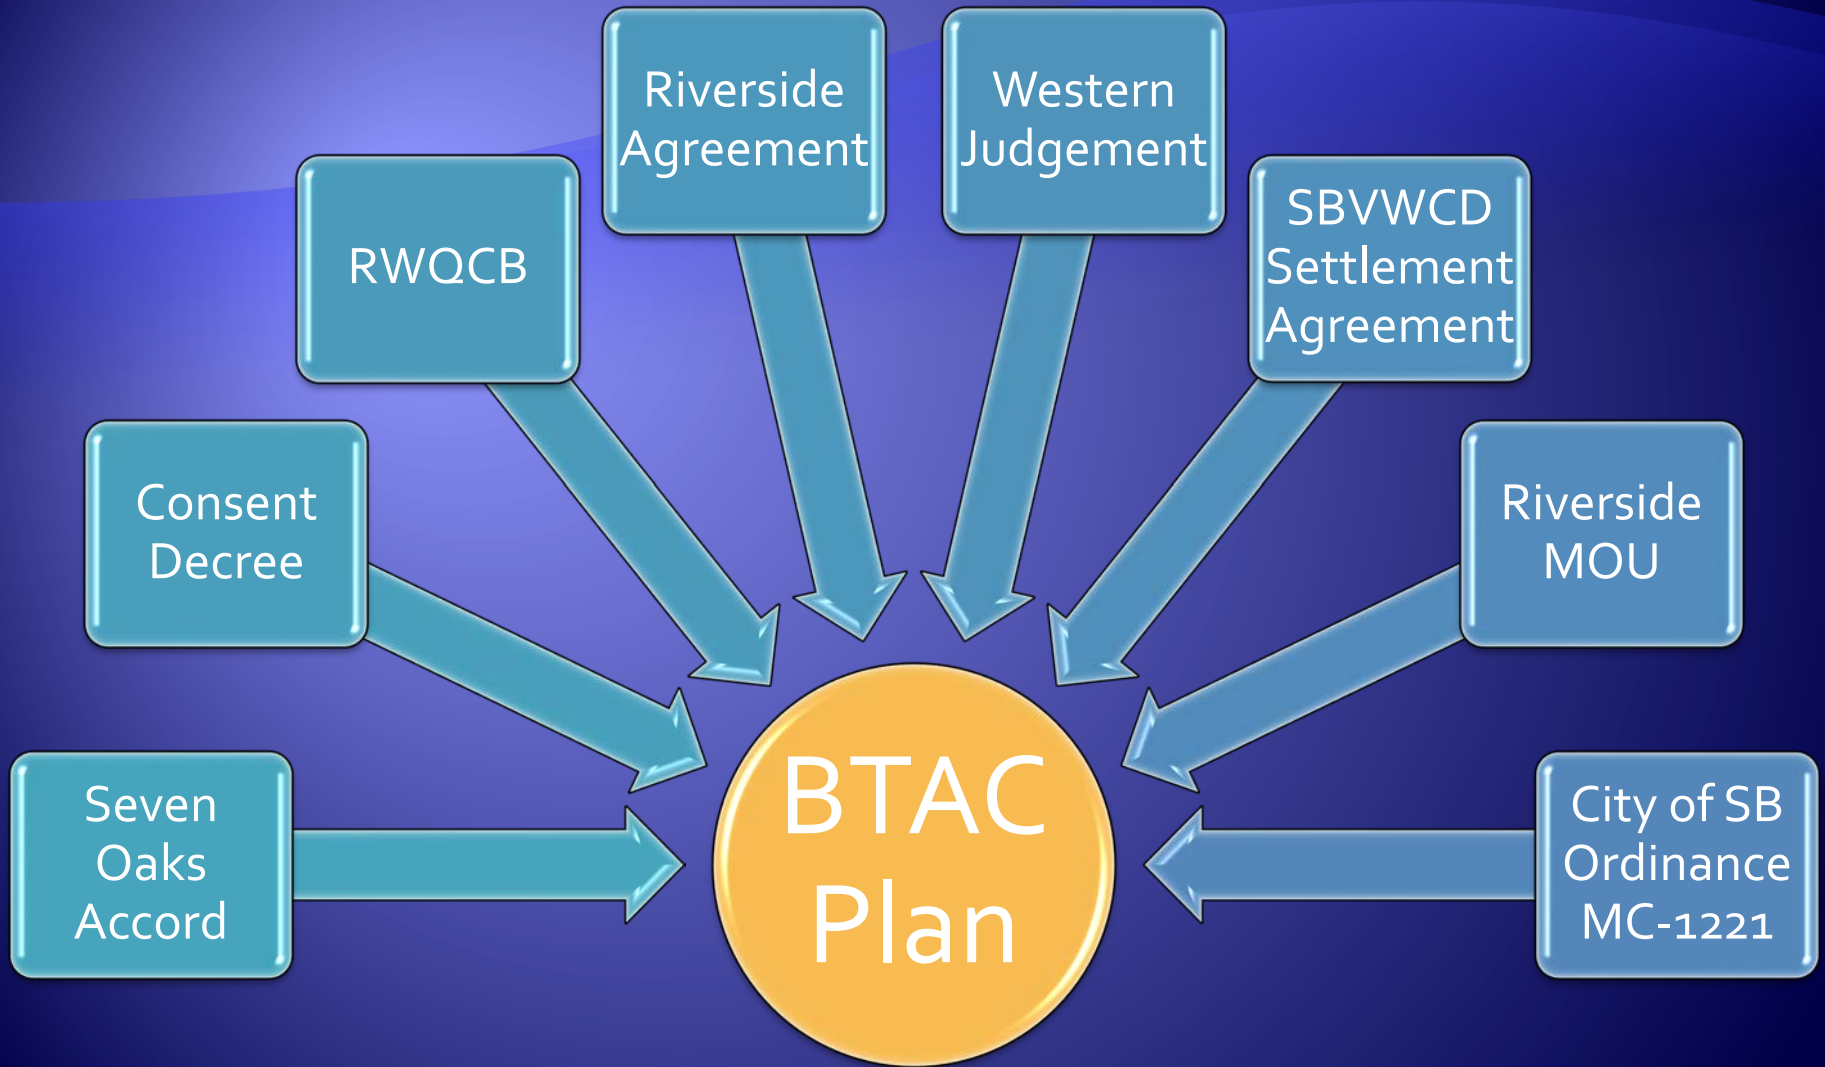 Riverside
Agreement
Western
Judgement
RWQCB
SBVWCD
Settlement
Agreement
Consent
Decree
Riverside
MOU
Seven
Oaks
Accord
BTAC
Plan
City of SB
Ordinance
MC-1221